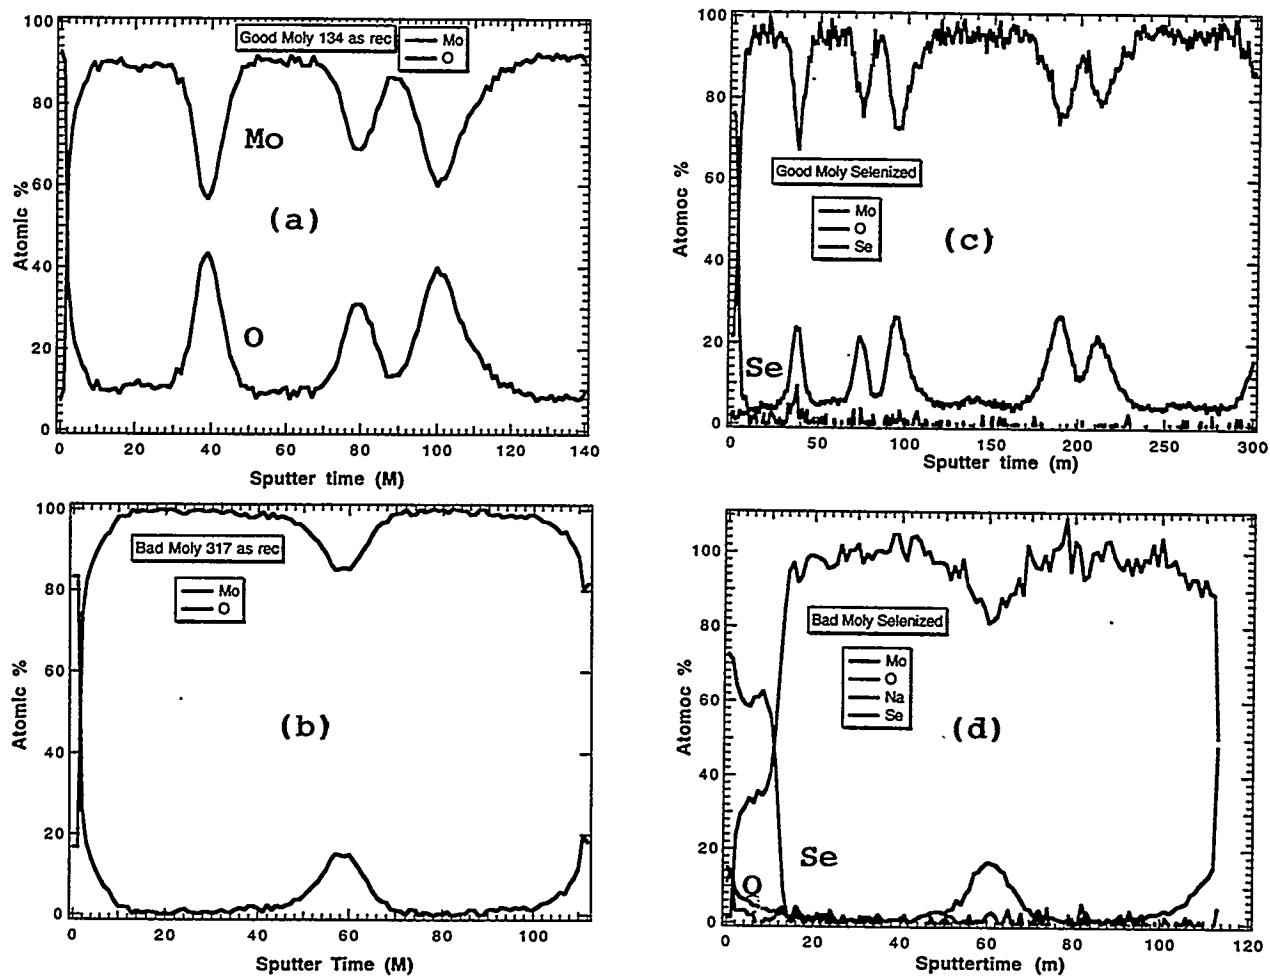 Good Moly 134 as rec
Mo
O
Mo
(a)
O
Atomic %
100
80
60
40
20
0
0 20 40 60 80 100 120 140
Sputter time (M)
Good Moly Selenized
Mo
O
Se
(c)
Se
Atomoc %
100
80
60
40
20
0
0 50 100 150 200 250 300
Sputter time (m)
Bad Moly 317 as rec
Mo
O
(b)
Atomic %
100
80
60
40
20
0
0 20 40 60 80 100
Sputter Time (M)
Bad Moly Selenized
Mo
O
Na
Se
(d)
Se
O
Atomoc %
100
80
60
40
20
0
0 20 40 60 80 100 120
Sputtertime (m)